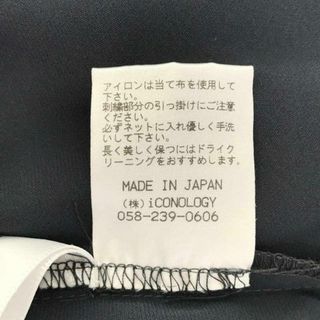 アイロンは当て布を使用して
下さい。
刺繍部分の引っ掛けにご注意
ください。
必ずネットに入れ優しく手洗
いして下さい。
長く美しく保つにはドライク
リーニングをおすすめします。
MADE IN JAPAN
(株) iCONOLOGY
058-239-0606